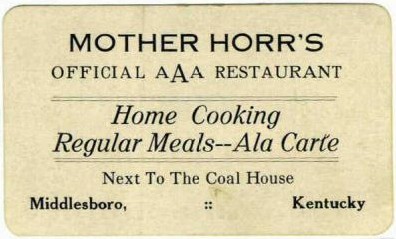 MOTHER HORR'S
OFFICIAL AAA RESTAURANT
Home Cooking
Regular Meals--Ala Carte
Next To The Coal House
Middlesboro, :: Kentucky